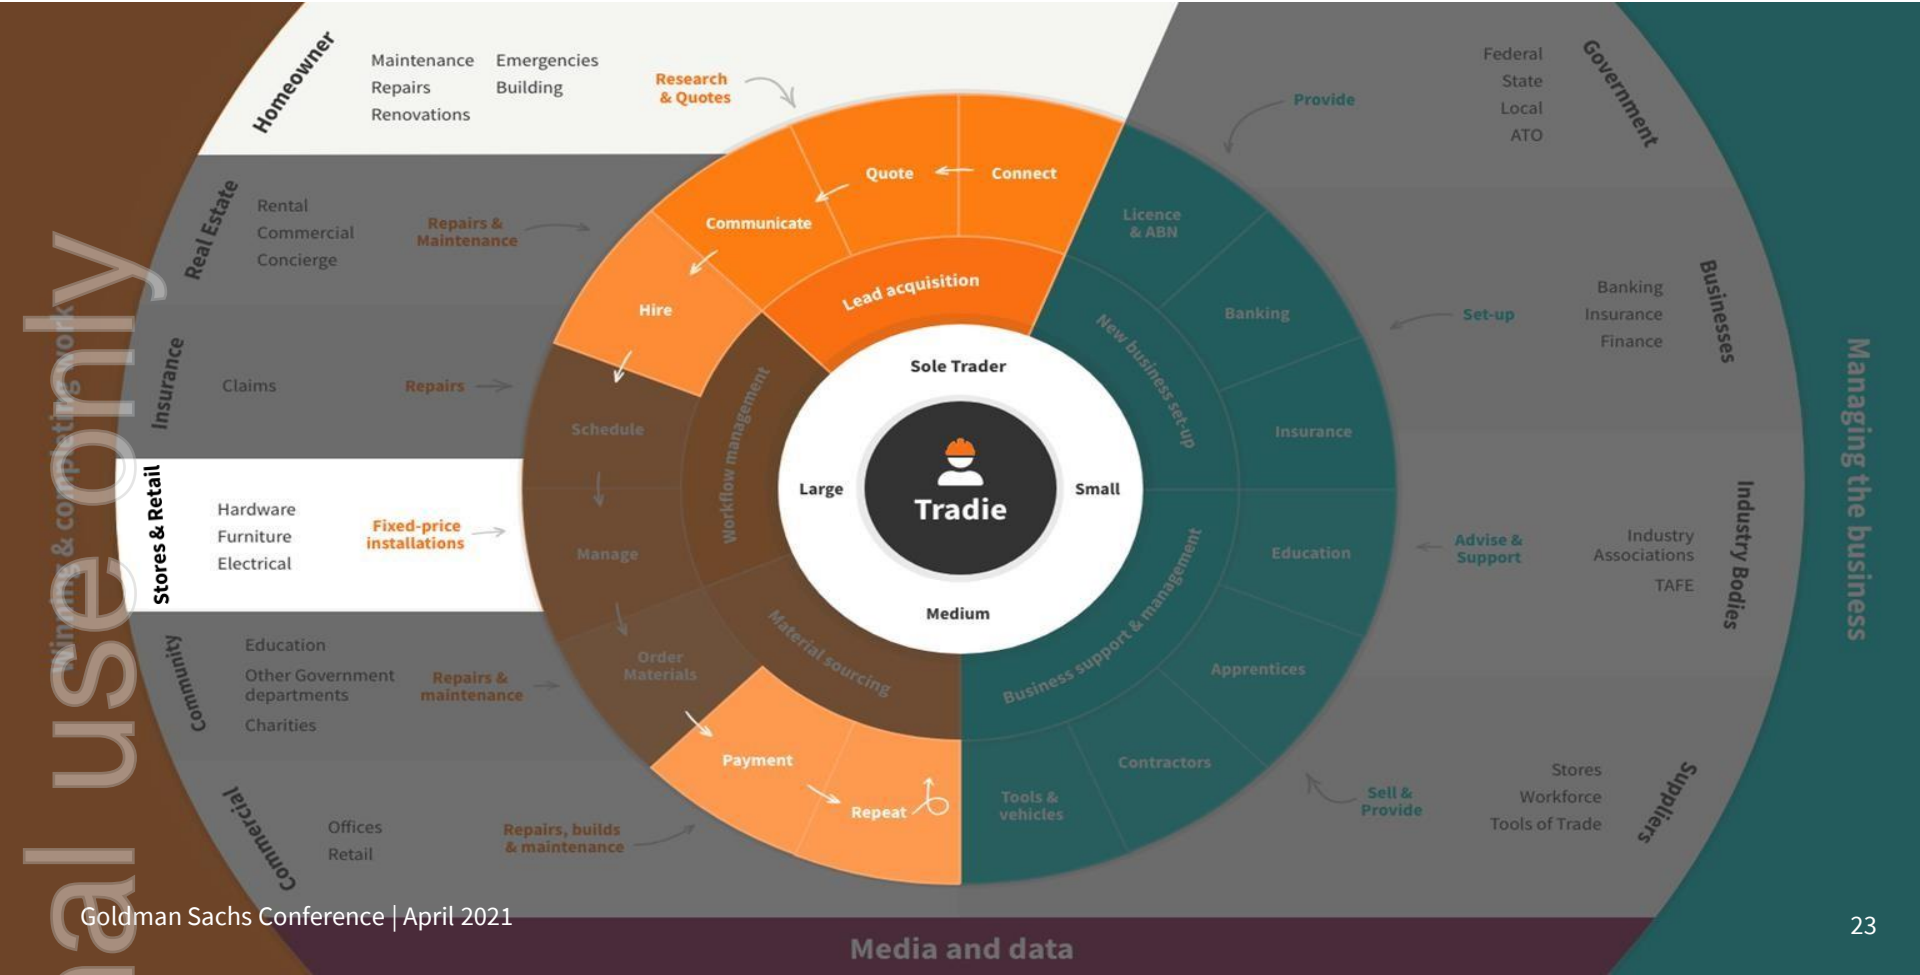 Homeowner
Maintenance
Repairs
Renovations
Emergencies
Building
Research
& Quotes
Real Estate
Rental
Commercial
Concierge
Repairs &
Maintenance
Insurance
Claims
Repairs
Stores & Retail
Hardware
Furniture
Electrical
Fixed-price
installations
Community
Education
Other Government
departments
Charities
Repairs &
maintenance
Commercial
Offices
Retail
Repairs, builds
& maintenance
Winning & completing work
Connect
Quote
Communicate
Hire
Schedule
Manage
Order
Materials
Payment
Repeat
Lead acquisition
Workflow management
Material sourcing
Sole Trader
Large
Small
Medium
Tradie
New business set-up
Business support & management
Licence
& ABN
Banking
Insurance
Education
Apprentices
Contractors
Tools &
vehicles
Government
Federal
State
Local
ATO
Provide
Businesses
Banking
Insurance
Finance
Set-up
Industry Bodies
Industry
Associations
TAFE
Advise &
Support
Suppliers
Stores
Workforce
Tools of Trade
Sell &
Provide
Managing the business
Media and data
nal use only
Goldman Sachs Conference | April 2021
23